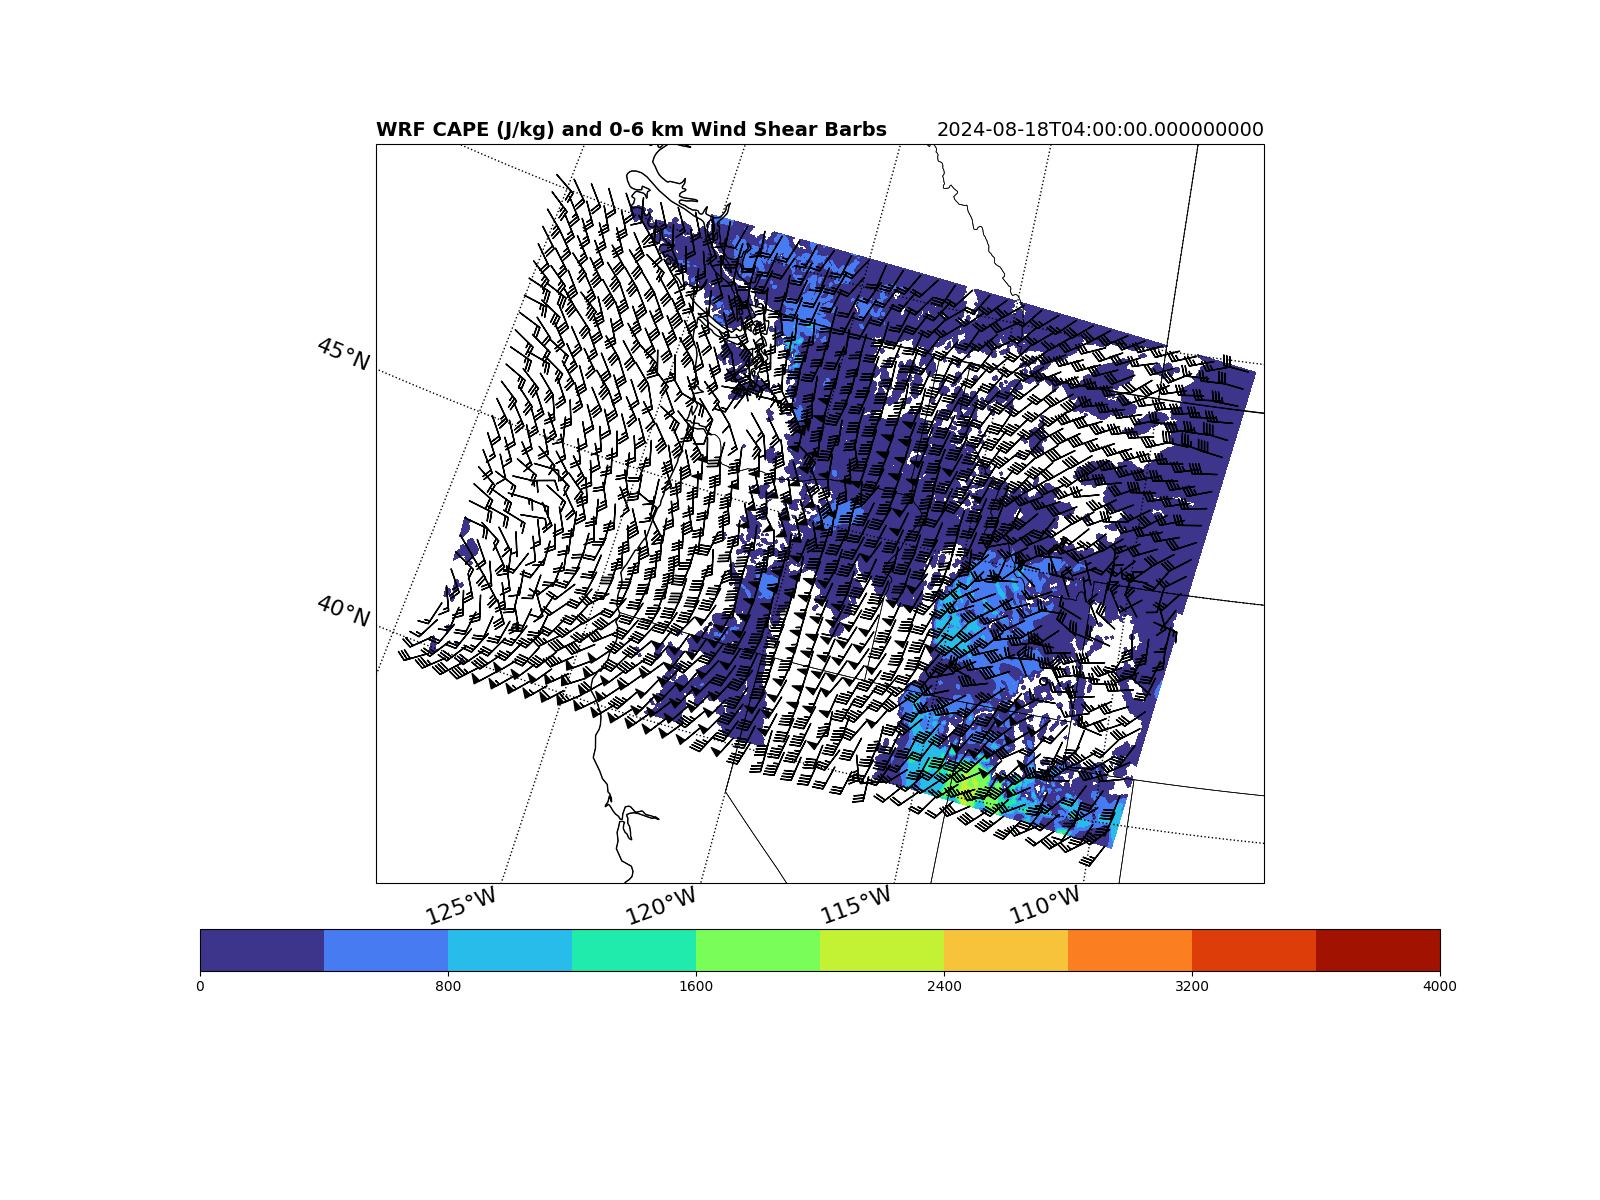 WRF CAPE (J/kg) and 0-6 km Wind Shear Barbs 2024-08-18T04:00:00.000000000
45°N
40°N
125°W 120°W 115°W 110°W
0 800 1600 2400 3200 4000